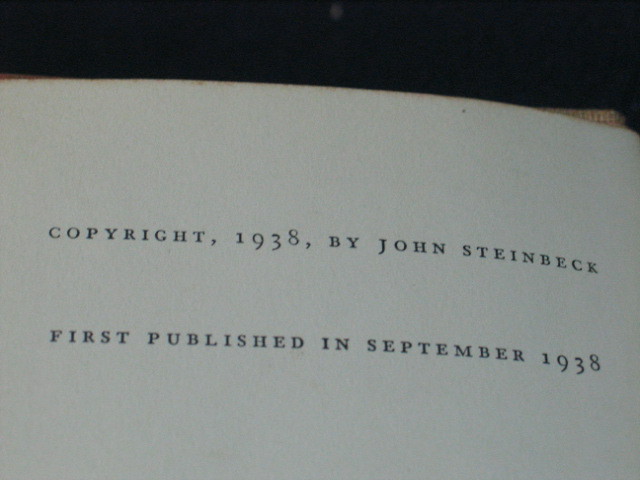 COPYRIGHT, 1938, BY JOHN STEINBECK
FIRST PUBLISHED IN SEPTEMBER 1938